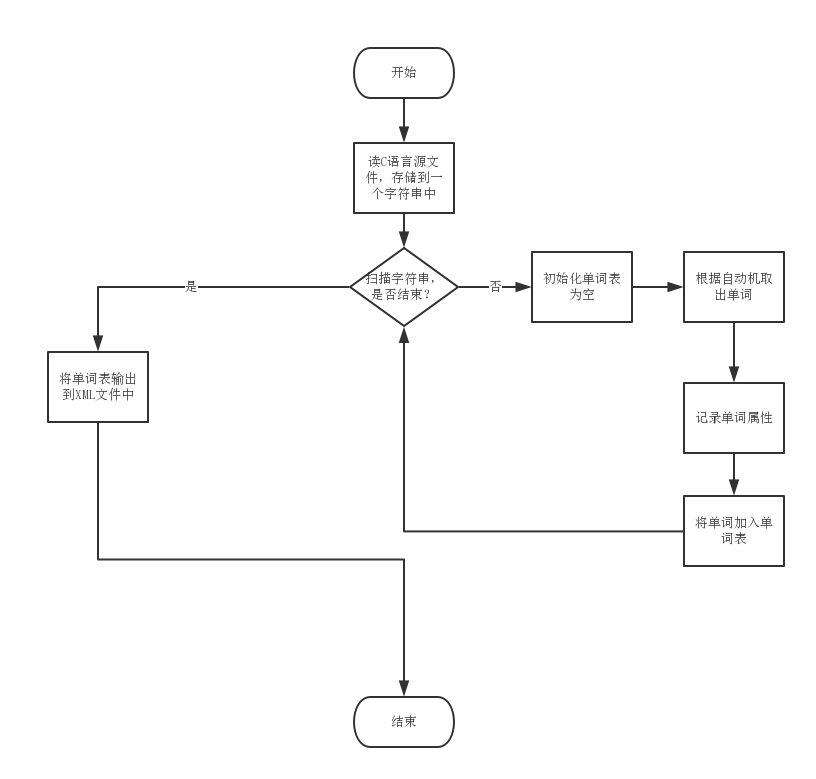 开始
读C语言源文
件，存储到一
个字符串中
扫描字符串，
是否结束？
是
否
初始化单词表
为空
根据自动机取
出单词
将单词表输出
到XML文件中
记录单词属性
将单词加入单
词表
结束